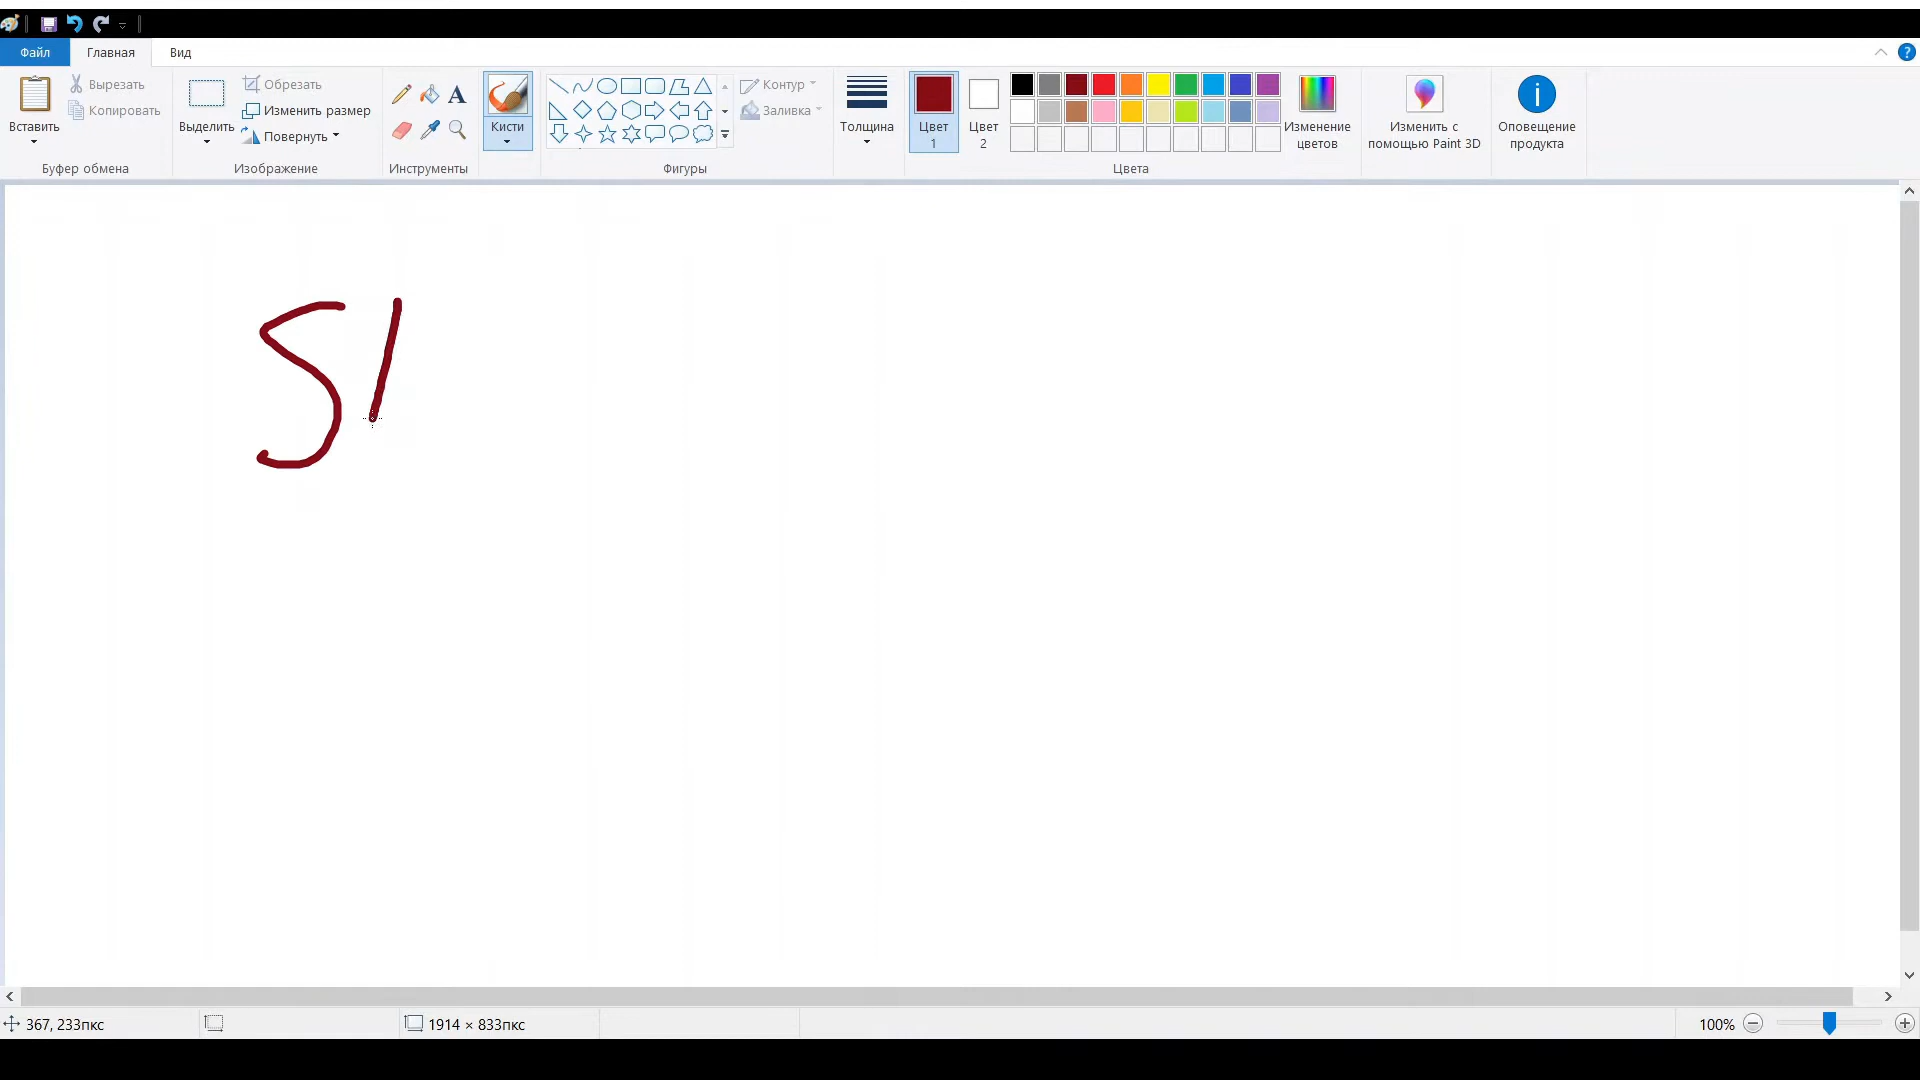 Файл Главная Вид
Вставить
Вырезать
Копировать
Буфер обмена
Выделить
Обрезать
Изменить размер
Повернуть
Изображение
A
Инструменты
Кисти
Контур
Заливка
Фигуры
Толщина
Цвет
1
Цвет
2
Изменение
цветов
Цвета
Изменить с
помощью Paint 3D
Оповещение
продукта
S/
367, 233пкс 1914 × 833пкс 100%